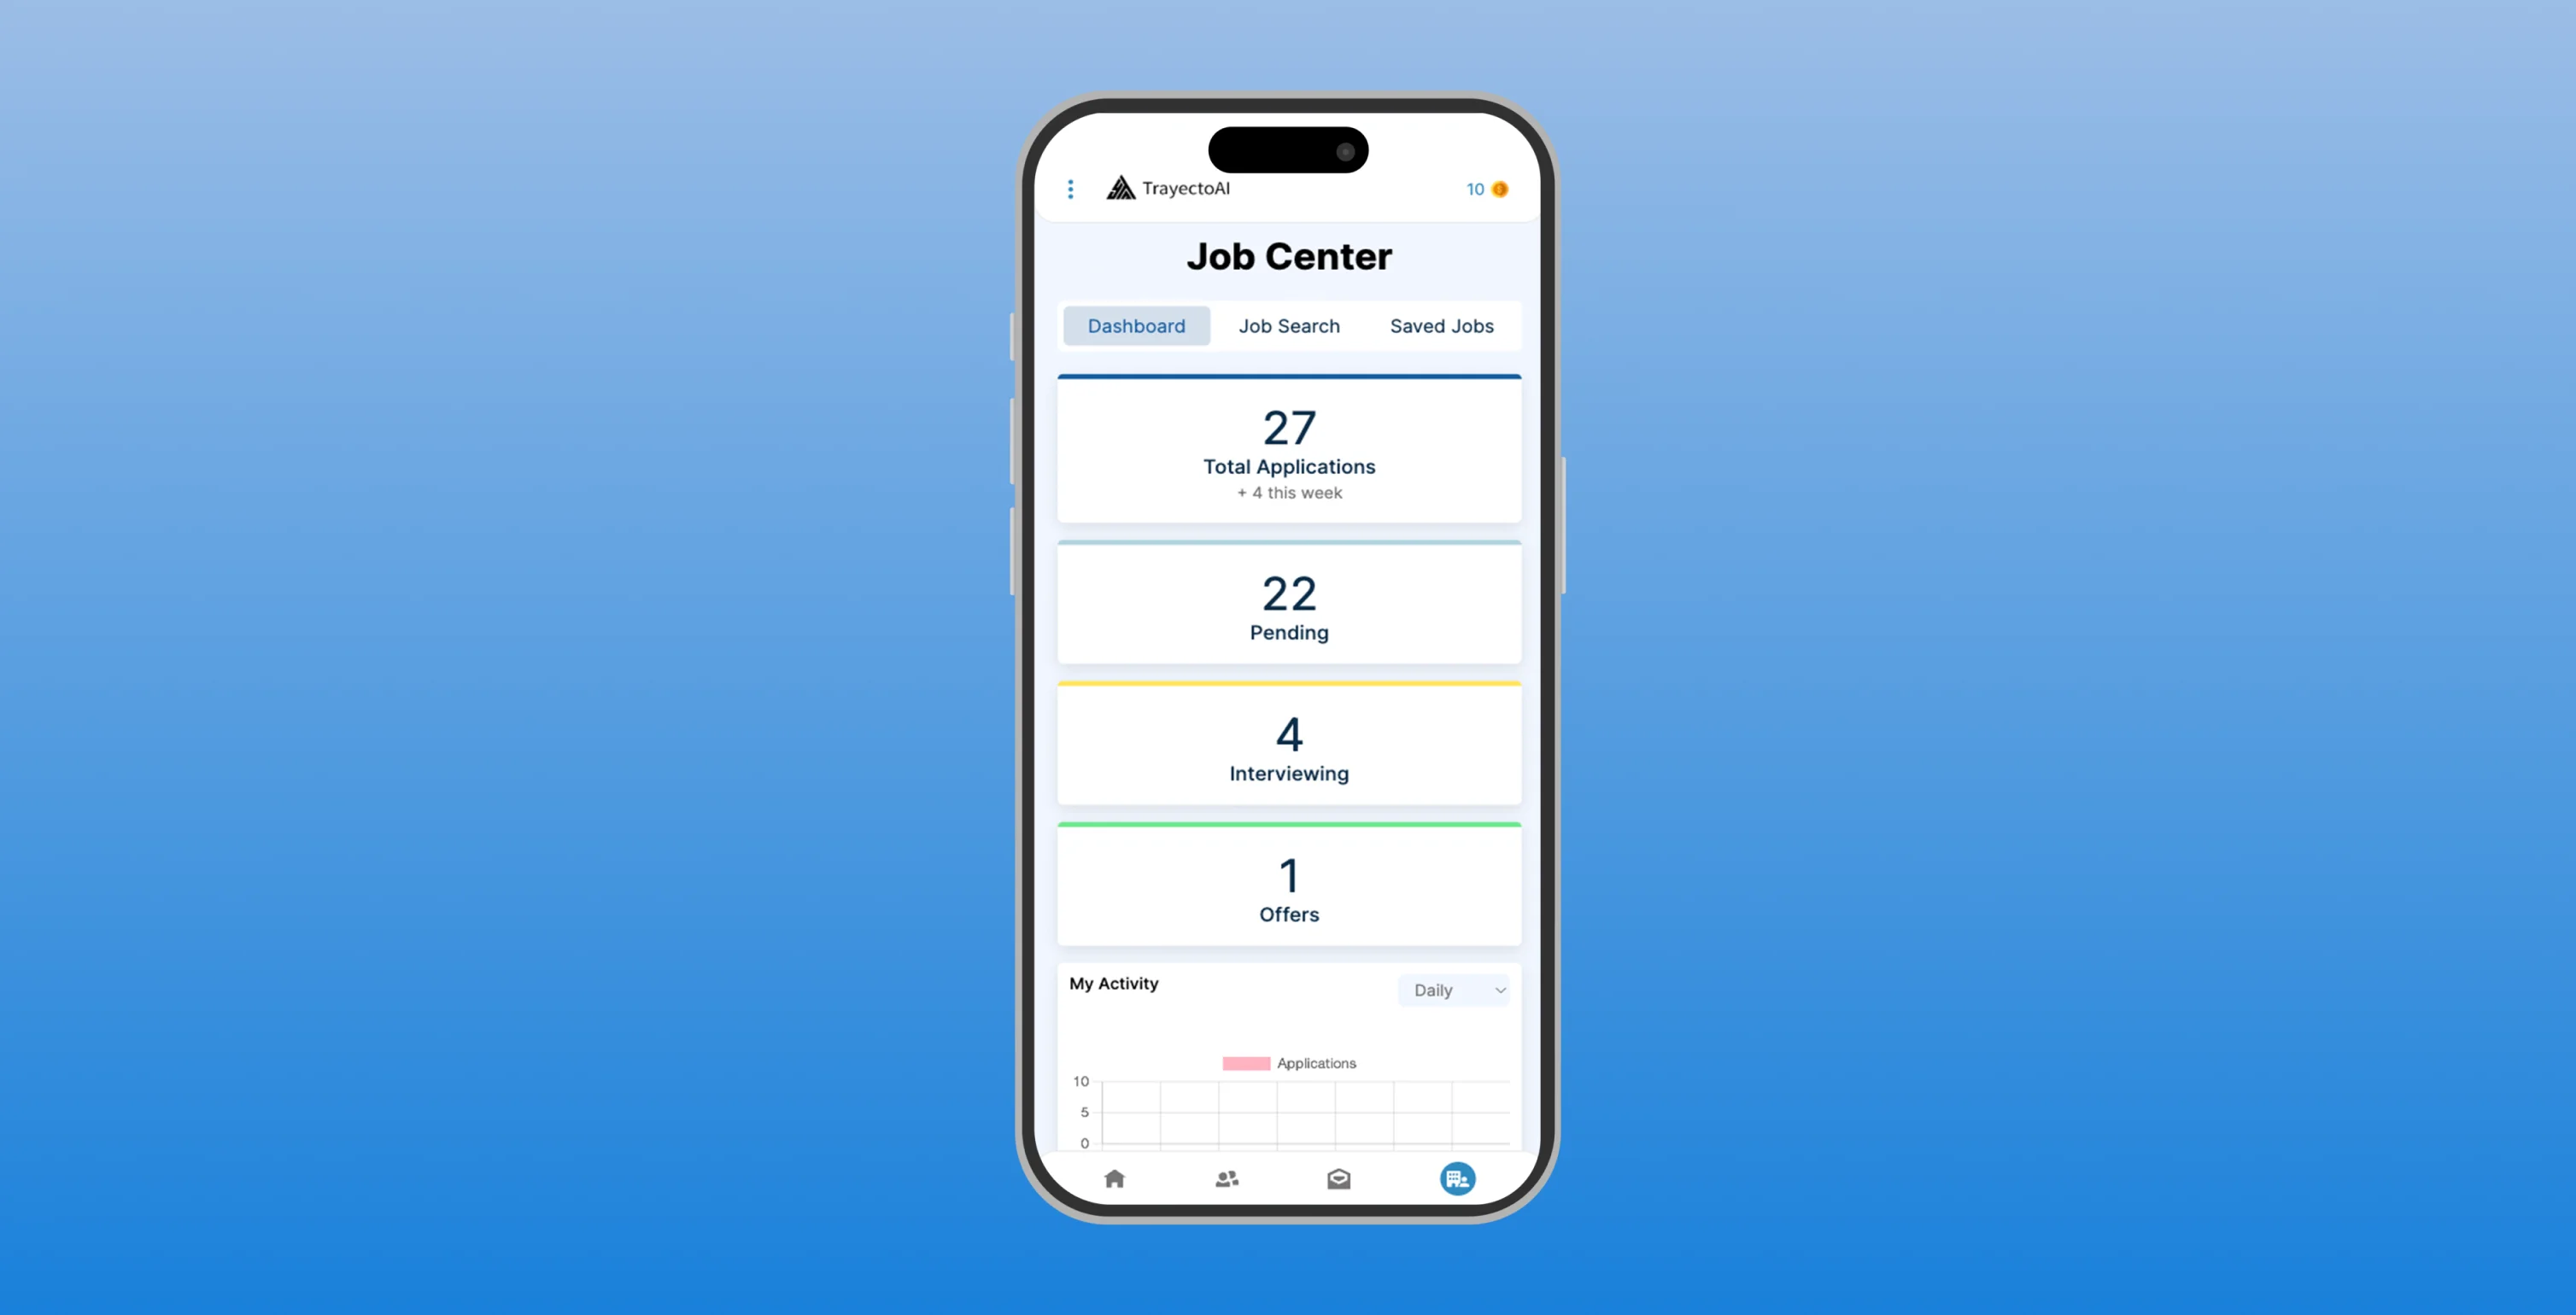 TrayectoAI
10
Job Center
Dashboard Job Search Saved Jobs
27
Total Applications
+ 4 this week
22
Pending
4
Interviewing
1
Offers
My Activity
Daily
Applications
10
5
0